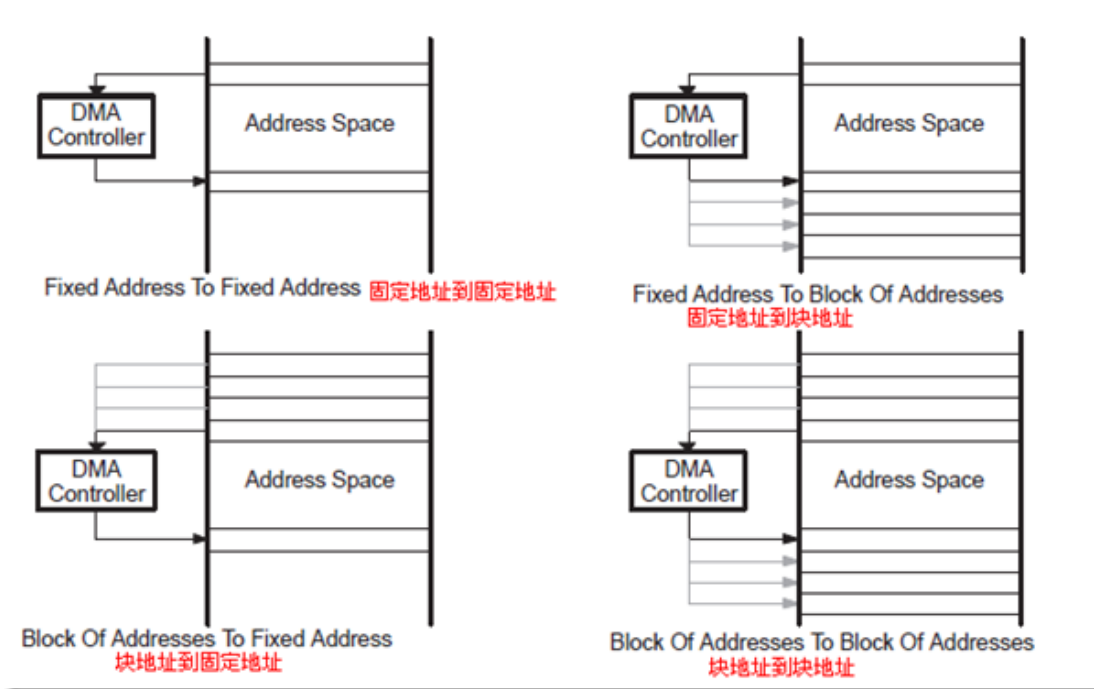 DMA
Controller
Address Space
Fixed Address To Fixed Address 固定地址到固定地址
DMA
Controller
Address Space
Fixed Address To Block Of Addresses
固定地址到块地址
DMA
Controller
Address Space
Block Of Addresses To Fixed Address
块地址到固定地址
DMA
Controller
Address Space
Block Of Addresses To Block Of Addresses
块地址到块地址